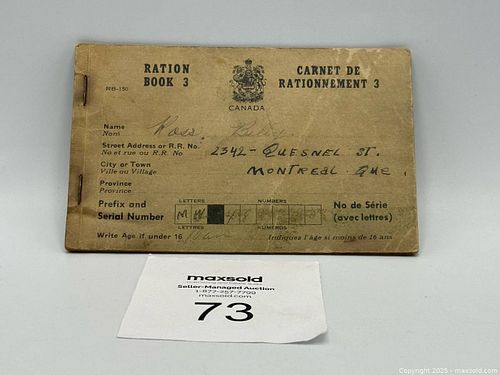 RATION BOOK 3
CARNET DE RATIONNEMENT 3
RB-150
CANADA
Name
Nom
Ross
Street Address or R.R. No.
No et rue ou R.R. No
2342 - QUESNEL ST.
City or Town
Ville ou Village
MONTREAL QUE
Province
Province
LETTERS NUMBERS
Prefix and Serial Number
No de Série (avec lettres)
LETTRES
Write Age if under 16
Indiquez l'âge si moins de 16 ans
maxsold
Seller-Managed Auction
1-877-257-7799
maxsold.com
73
Copyright 2025 - maxsold.com